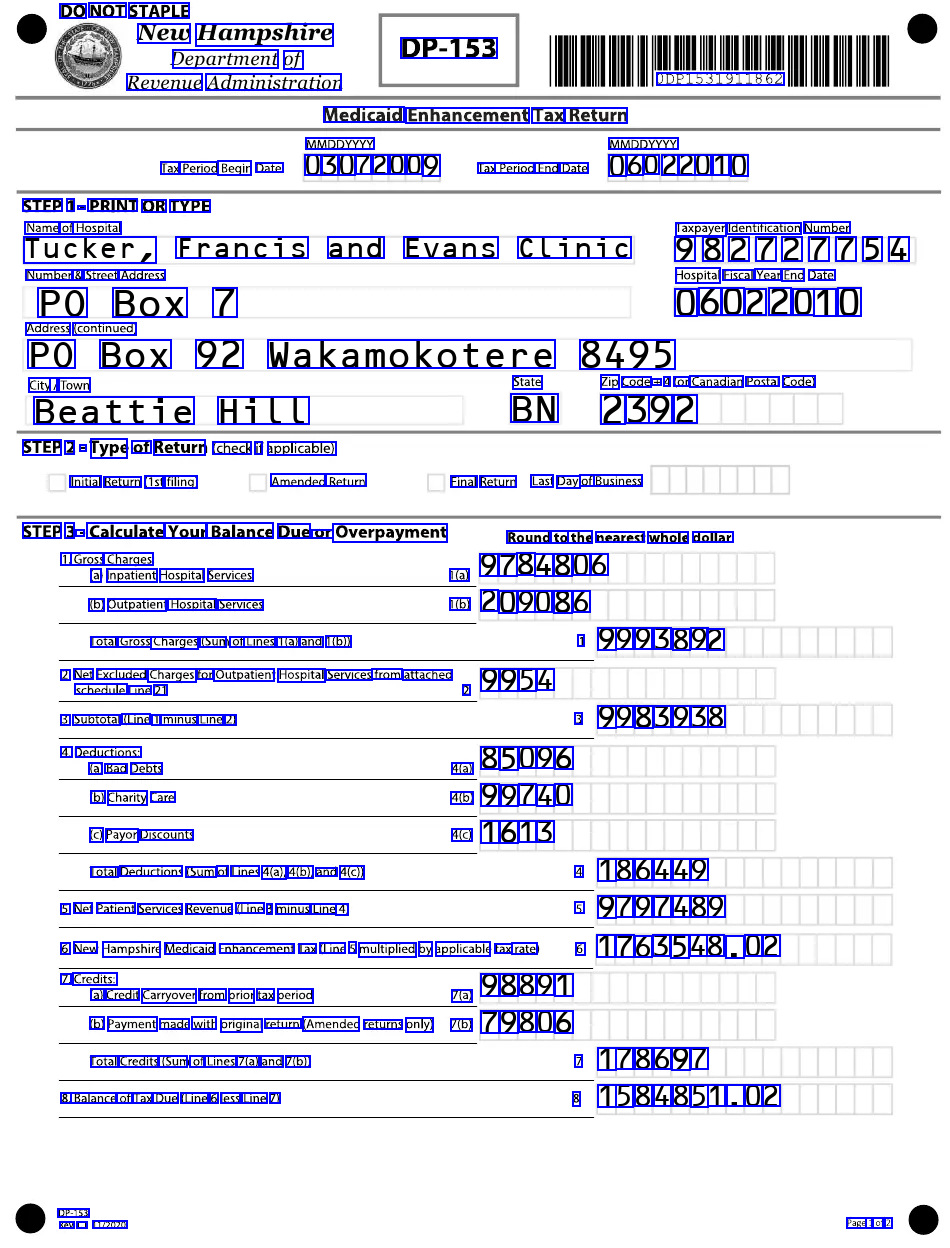 DO NOT STAPLE
New Hampshire
Department of
Revenue Administration
DP-153
0DP1531911862
Medicaid Enhancement Tax Return
MMDDYYYY MMDDYYYY
Tax Period Begin Date 03072009 Tax Period End Date 06022010
STEP 1 - PRINT OR TYPE
Name of Hospital Taxpayer Identification Number
Tucker, Francis and Evans Clinic 982727754
Number & Street Address Hospital Fiscal Year End Date
PO Box 7 06022010
Address (continued)
PO Box 92 Wakamokotere 8495
City / Town State Zip Code + 4 (or Canadian Postal Code)
Beattie Hill BN 2392
STEP 2 - Type of Return (check if applicable)
Initial Return (1st filing) Amended Return Final Return Last Day of Business
STEP 3 - Calculate Your Balance Due or Overpayment Round to the nearest whole dollar
1 Gross Charges
(a) Inpatient Hospital Services 1(a) 9784806
(b) Outpatient Hospital Services 1(b) 209086
Total Gross Charges (Sum of Lines 1(a) and 1(b)) 1 9993892
2 Net Excluded Charges for Outpatient Hospital Services from attached
schedule Line 21 2 9954
3 Subtotal (Line 1 minus Line 2) 3 9983938
4 Deductions:
(a) Bad Debts 4(a) 85096
(b) Charity Care 4(b) 99740
(c) Payor Discounts 4(c) 1613
Total Deductions (Sum of Lines 4(a), 4(b), and 4(c)) 4 186449
5 Net Patient Services Revenue (Line 3 minus Line 4) 5 9797489
6 New Hampshire Medicaid Enhancement Tax (Line 5 multiplied by applicable tax rate) 6 1763548.02
7 Credits:
(a) Credit Carryover from prior tax period 7(a) 98891
(b) Payment made with original return (Amended returns only) 7(b) 79806
Total Credits (Sum of Lines 7(a) and 7(b)) 7 178697
8 Balance of Tax Due (Line 6 less Line 7) 8 1584851.02
DP-153
Rev 11/2020 Page 1 of 2